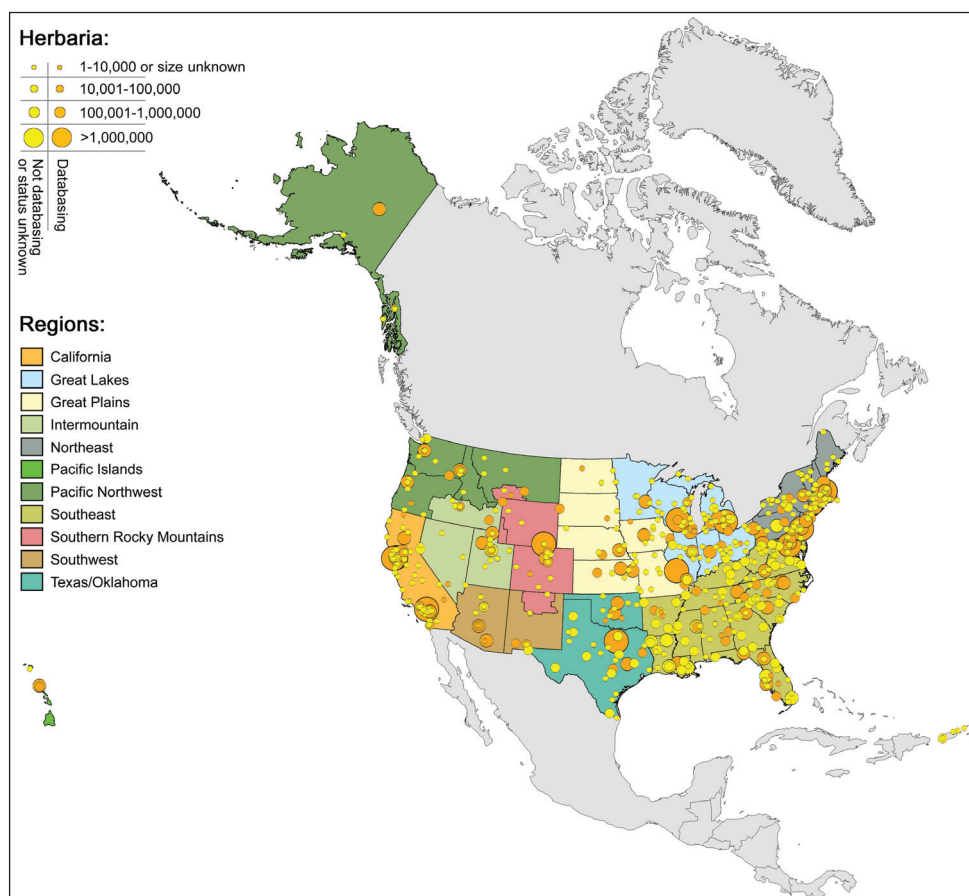 Herbaria:
1-10,000 or size unknown
10,001-100,000
100,001-1,000,000
>1,000,000
Not databasing
or status unknown
Databasing
Regions:
California
Great Lakes
Great Plains
Intermountain
Northeast
Pacific Islands
Pacific Northwest
Southeast
Southern Rocky Mountains
Southwest
Texas/Oklahoma